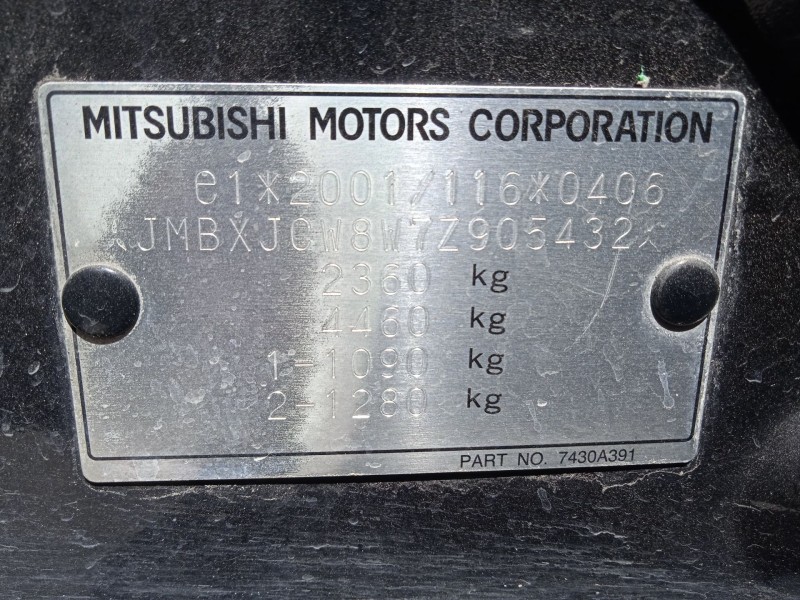 MITSUBISHI MOTORS CORPORATION
e1*2001/116*0406
*JMBXJGW8W7Z905432*
2360 kg
4460 kg
1-1090 kg
2-1280 kg
PART NO. 7430A391